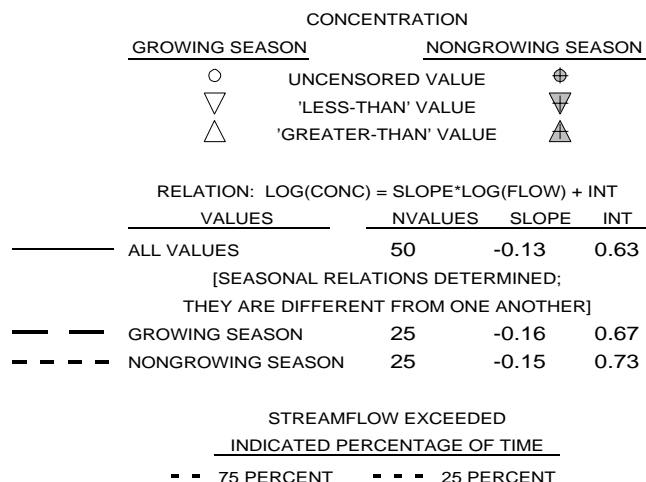 CONCENTRATION
GROWING SEASON NONGROWING SEASON
UNCENSORED VALUE
'LESS-THAN' VALUE
'GREATER-THAN' VALUE
RELATION: LOG(CONC) = SLOPE*LOG(FLOW) + INT
VALUES NVALUES SLOPE INT
ALL VALUES 50 -0.13 0.63
[SEASONAL RELATIONS DETERMINED;
THEY ARE DIFFERENT FROM ONE ANOTHER]
GROWING SEASON 25 -0.16 0.67
NONGROWING SEASON 25 -0.15 0.73
STREAMFLOW EXCEEDED
INDICATED PERCENTAGE OF TIME
75 PERCENT 25 PERCENT